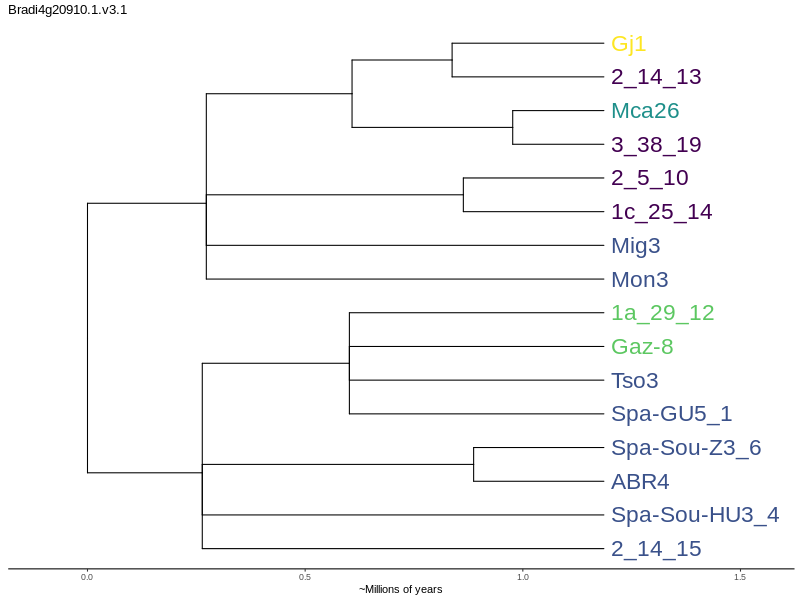 Bradi4g20910.1.v3.1
Gj1
2_14_13
Mca26
3_38_19
2_5_10
1c_25_14
Mig3
Mon3
1a_29_12
Gaz-8
Tso3
Spa-GU5_1
Spa-Sou-Z3_6
ABR4
Spa-Sou-HU3_4
2_14_15
0.0 0.5 1.0 1.5
~Millions of years